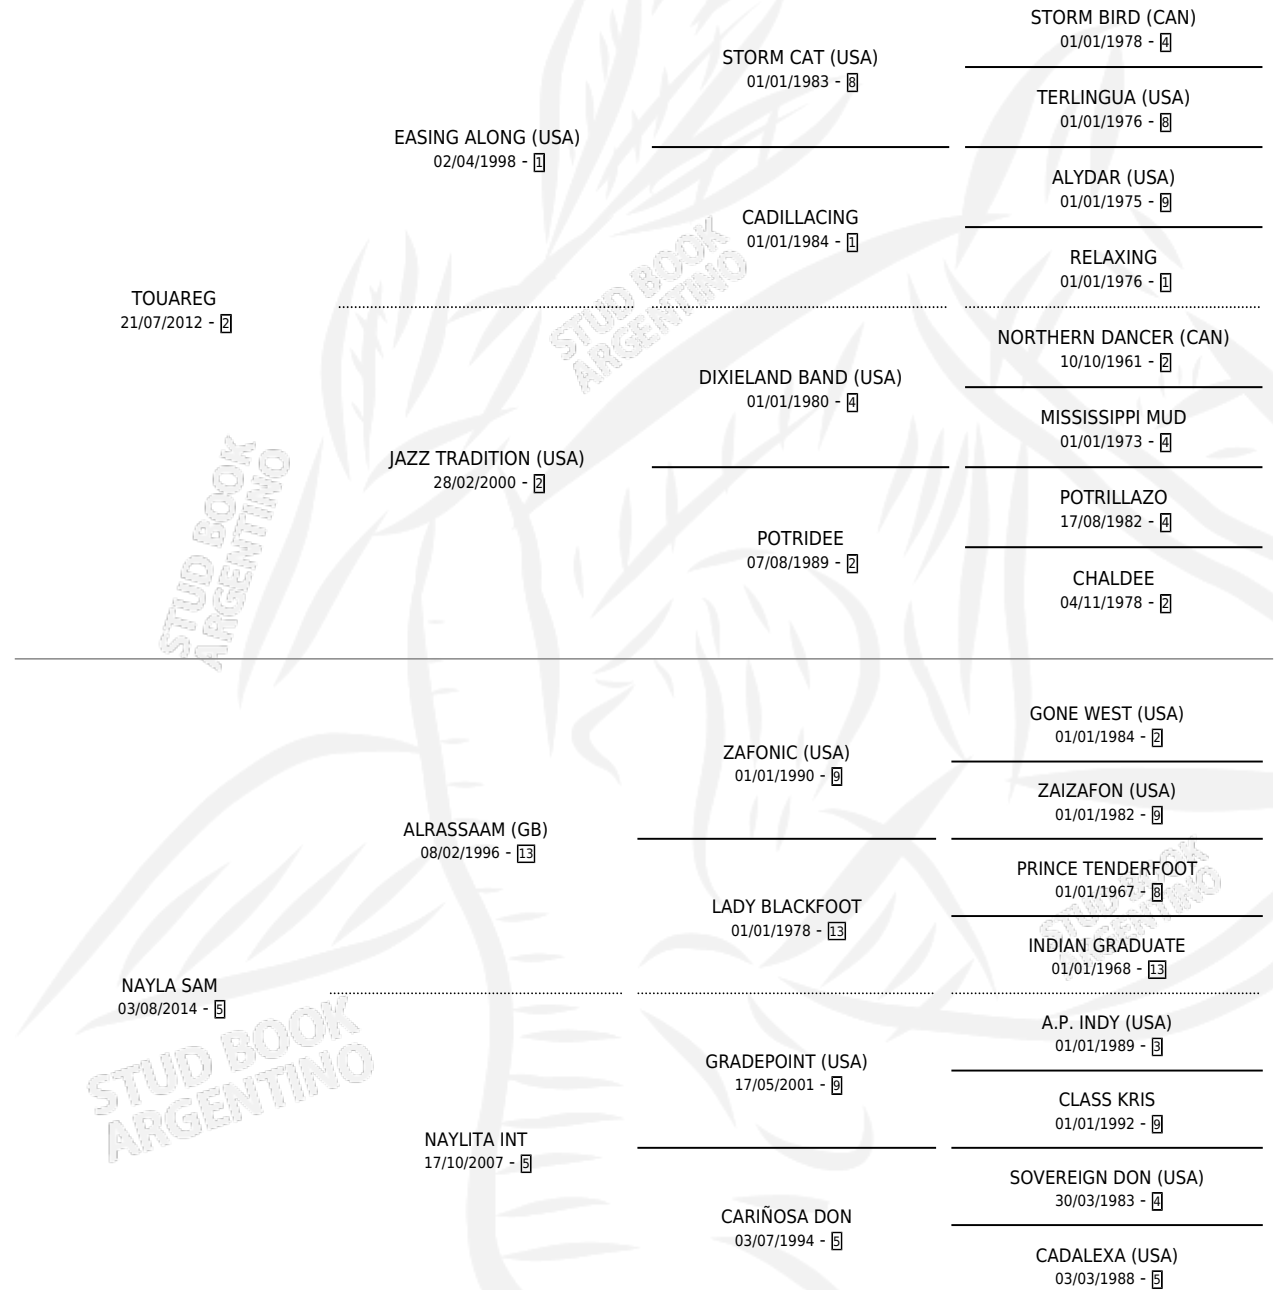 STORM BIRD (CAN)
01/01/1978 - 4
STORM CAT (USA)
01/01/1983 - 8
TERLINGUA (USA)
01/01/1976 - 8
EASING ALONG (USA)
02/04/1998 - 1
ALYDAR (USA)
01/01/1975 - 9
CADILLACING
01/01/1984 - 1
RELAXING
01/01/1976 - 1
TOUAREG
21/07/2012 - 2
NORTHERN DANCER (CAN)
10/10/1961 - 2
DIXIELAND BAND (USA)
01/01/1980 - 4
MISSISSIPPI MUD
01/01/1973 - 4
JAZZ TRADITION (USA)
28/02/2000 - 2
POTRILLAZO
17/08/1982 - 4
POTRIDEE
07/08/1989 - 2
CHALDEE
04/11/1978 - 2
STUD BOOK
ARGENTINO
STUD BOOK
ARGENTINO
GONE WEST (USA)
01/01/1984 - 2
ZAFONIC (USA)
01/01/1990 - 9
ZAIZAFON (USA)
01/01/1982 - 9
ALRASSAAM (GB)
08/02/1996 - 13
PRINCE TENDERFOOT
01/01/1967 - 8
LADY BLACKFOOT
01/01/1978 - 13
INDIAN GRADUATE
01/01/1968 - 13
NAYLA SAM
03/08/2014 - 5
A.P. INDY (USA)
01/01/1989 - 3
GRADEPOINT (USA)
17/05/2001 - 9
CLASS KRIS
01/01/1992 - 9
NAYLITA INT
17/10/2007 - 5
SOVEREIGN DON (USA)
30/03/1983 - 4
CARIÑOSA DON
03/07/1994 - 5
CADALEXA (USA)
03/03/1988 - 5
STUD BOOK
ARGENTINO
STUD BOOK
ARGENTINO